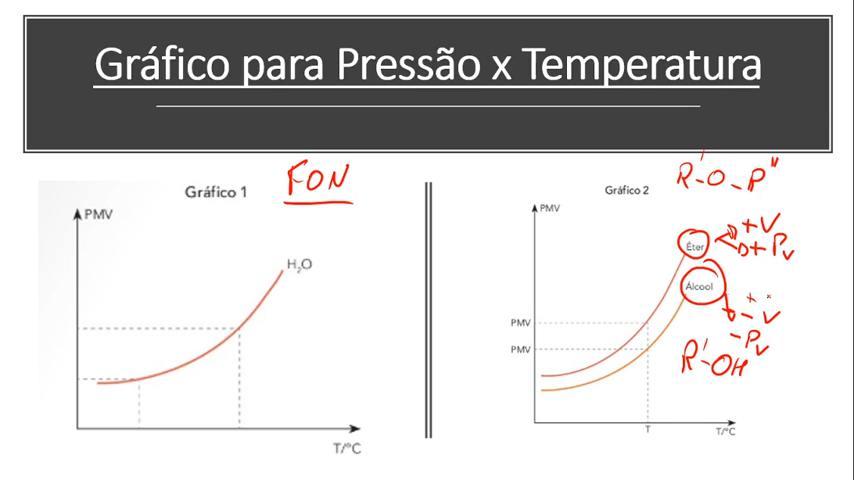 Gráfico para Pressão x Temperatura
Gráfico 1
FON
PMV
H₂O
T/°C
Gráfico 2
R'-O-R"
PMV
Éter
+V
+Pv
Álcool
-V
-Pv
R'-OH
PMV
PMV
T
T/°C